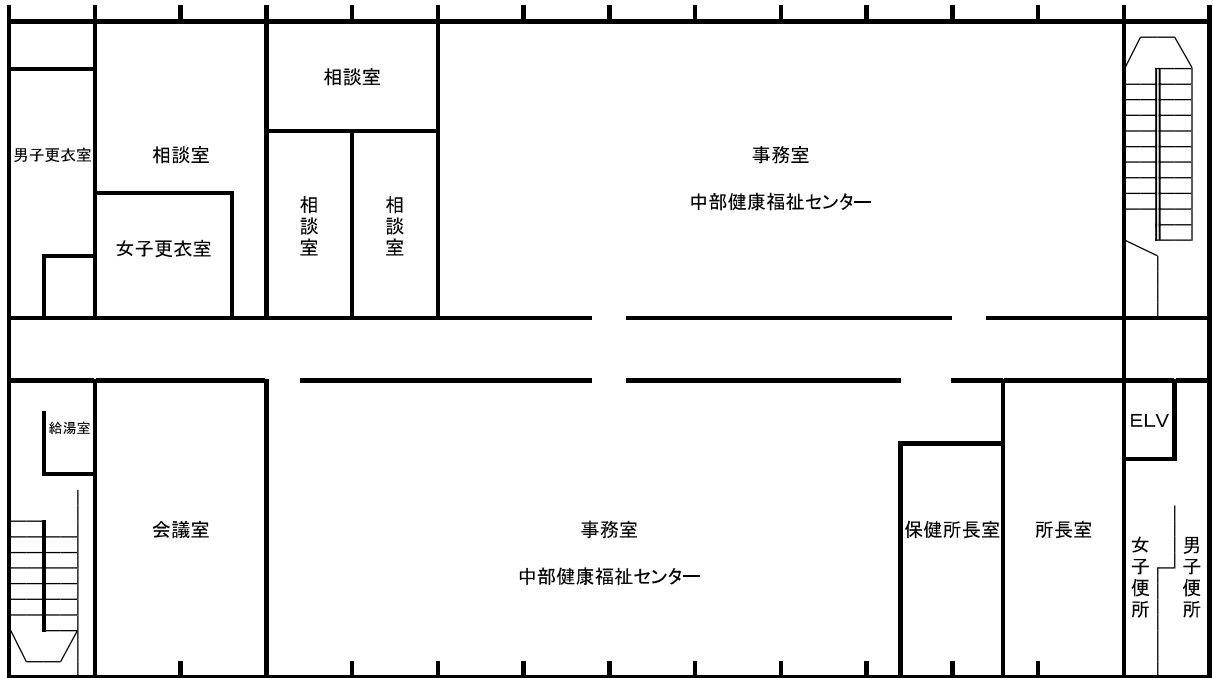 相談室
男子更衣室
相談室
事務室
中部健康福祉センター
相談室
相談室
女子更衣室
給湯室
ELV
会議室
事務室
中部健康福祉センター
保健所長室
所長室
女子便所
男子便所